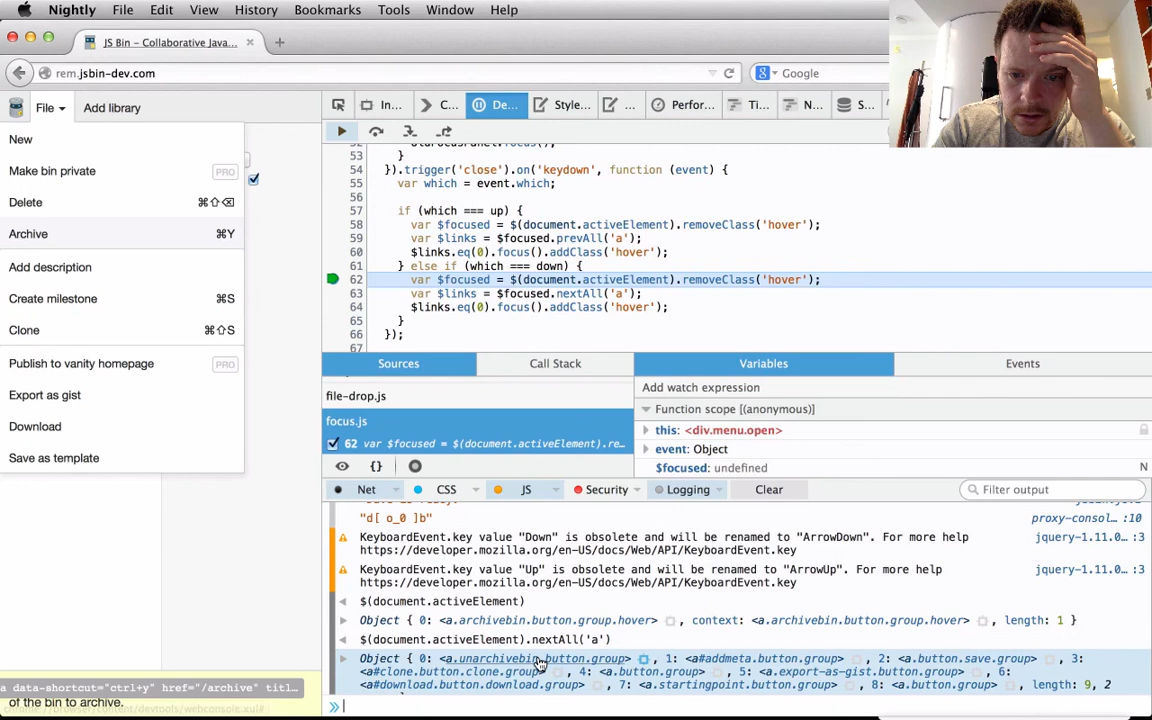 Nightly File Edit View History Bookmarks Tools Window Help
JS Bin - Collaborative Java...
rem.jsbin-dev.com
Google
File Add library
In... C... De... Style... ... Perfor... Ti... N... S...
New
Make bin private PRO
Delete ⌘⇧⌫
Archive ⌘Y
Add description
Create milestone ⌘S
Clone ⌘⇧S
Publish to vanity homepage PRO
Export as gist
Download
Save as template
53 }
54 }).trigger('close').on('keydown', function (event) {
55 var which = event.which;
56
57 if (which === up) {
58 var $focused = $(document.activeElement).removeClass('hover');
59 var $links = $focused.prevAll('a');
60 $links.eq(0).focus().addClass('hover');
61 } else if (which === down) {
62 var $focused = $(document.activeElement).removeClass('hover');
63 var $links = $focused.nextAll('a');
64 $links.eq(0).focus().addClass('hover');
65 }
66 });
67
Sources Call Stack Variables Events
file-drop.js
focus.js
62 var $focused = $(document.activeElement).re...
Add watch expression
Function scope [(anonymous)]
this: <div.menu.open>
event: Object
$focused: undefined N
Net CSS JS Security Logging Clear Filter output
"d[ o_0 ]b" proxy-consol... :10
KeyboardEvent.key value "Down" is obsolete and will be renamed to "ArrowDown". For more help jquery-1.11.0... :3
https://developer.mozilla.org/en-US/docs/Web/API/KeyboardEvent.key
KeyboardEvent.key value "Up" is obsolete and will be renamed to "ArrowUp". For more help jquery-1.11.0... :3
https://developer.mozilla.org/en-US/docs/Web/API/KeyboardEvent.key
$(document.activeElement)
Object { 0: <a.archivebin.button.group.hover> , context: <a.archivebin.button.group.hover> , length: 1 }
$(document.activeElement).nextAll('a')
Object { 0: <a.unarchivebin.button.group> , 1: <a#addmeta.button.group> , 2: <a.button.save.group> , 3:
<a#clone.button.clone.group> , 4: <a.button.group> , 5: <a.export-as-gist.button.group> , 6:
<a#download.button.download.group> , 7: <a.startingpoint.button.group> , 8: <a.button.group> , length: 9, 2
a data-shortcut="ctrl+y" href="/archive" titl...
of the bin to archive.